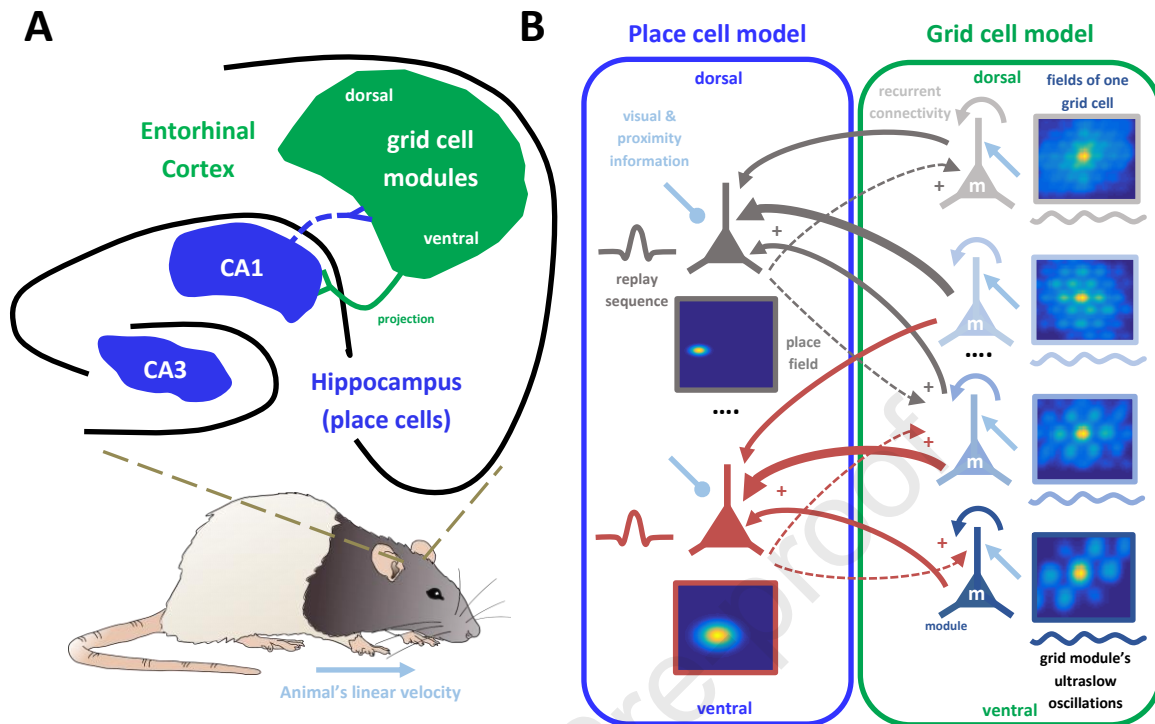 A
Entorhinal
Cortex
dorsal
grid cell
modules
ventral
CA1
projection
CA3
Hippocampus
(place cells)
Animal's linear velocity
B
Place cell model
Grid cell model
dorsal
visual &
proximity
information
+
replay
sequence
place
field
....
+
ventral
dorsal
recurrent
connectivity
fields of one
grid cell
+
m
m
....
+
+
m
+
m
module
grid module's
ultraslow
oscillations
ventral
preproof